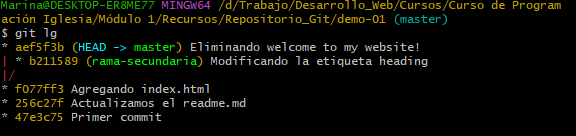 Marina@DESKTOP-ER8ME77 MINGW64 /d/Trabajo/Desarrollo_Web/Cursos/Curso de Program
ación Iglesia/Módulo 1/Recursos/Repositorio_Git/demo-01 (master)
$ git lg
* aef5f3b (HEAD -> master) Eliminando welcome to my website!
| * b211589 (rama-secundaria) Modificando la etiqueta heading
|/
* f077ff3 Agregando index.html
* 256c27f Actualizamos el readme.md
* 47e3c75 Primer commit